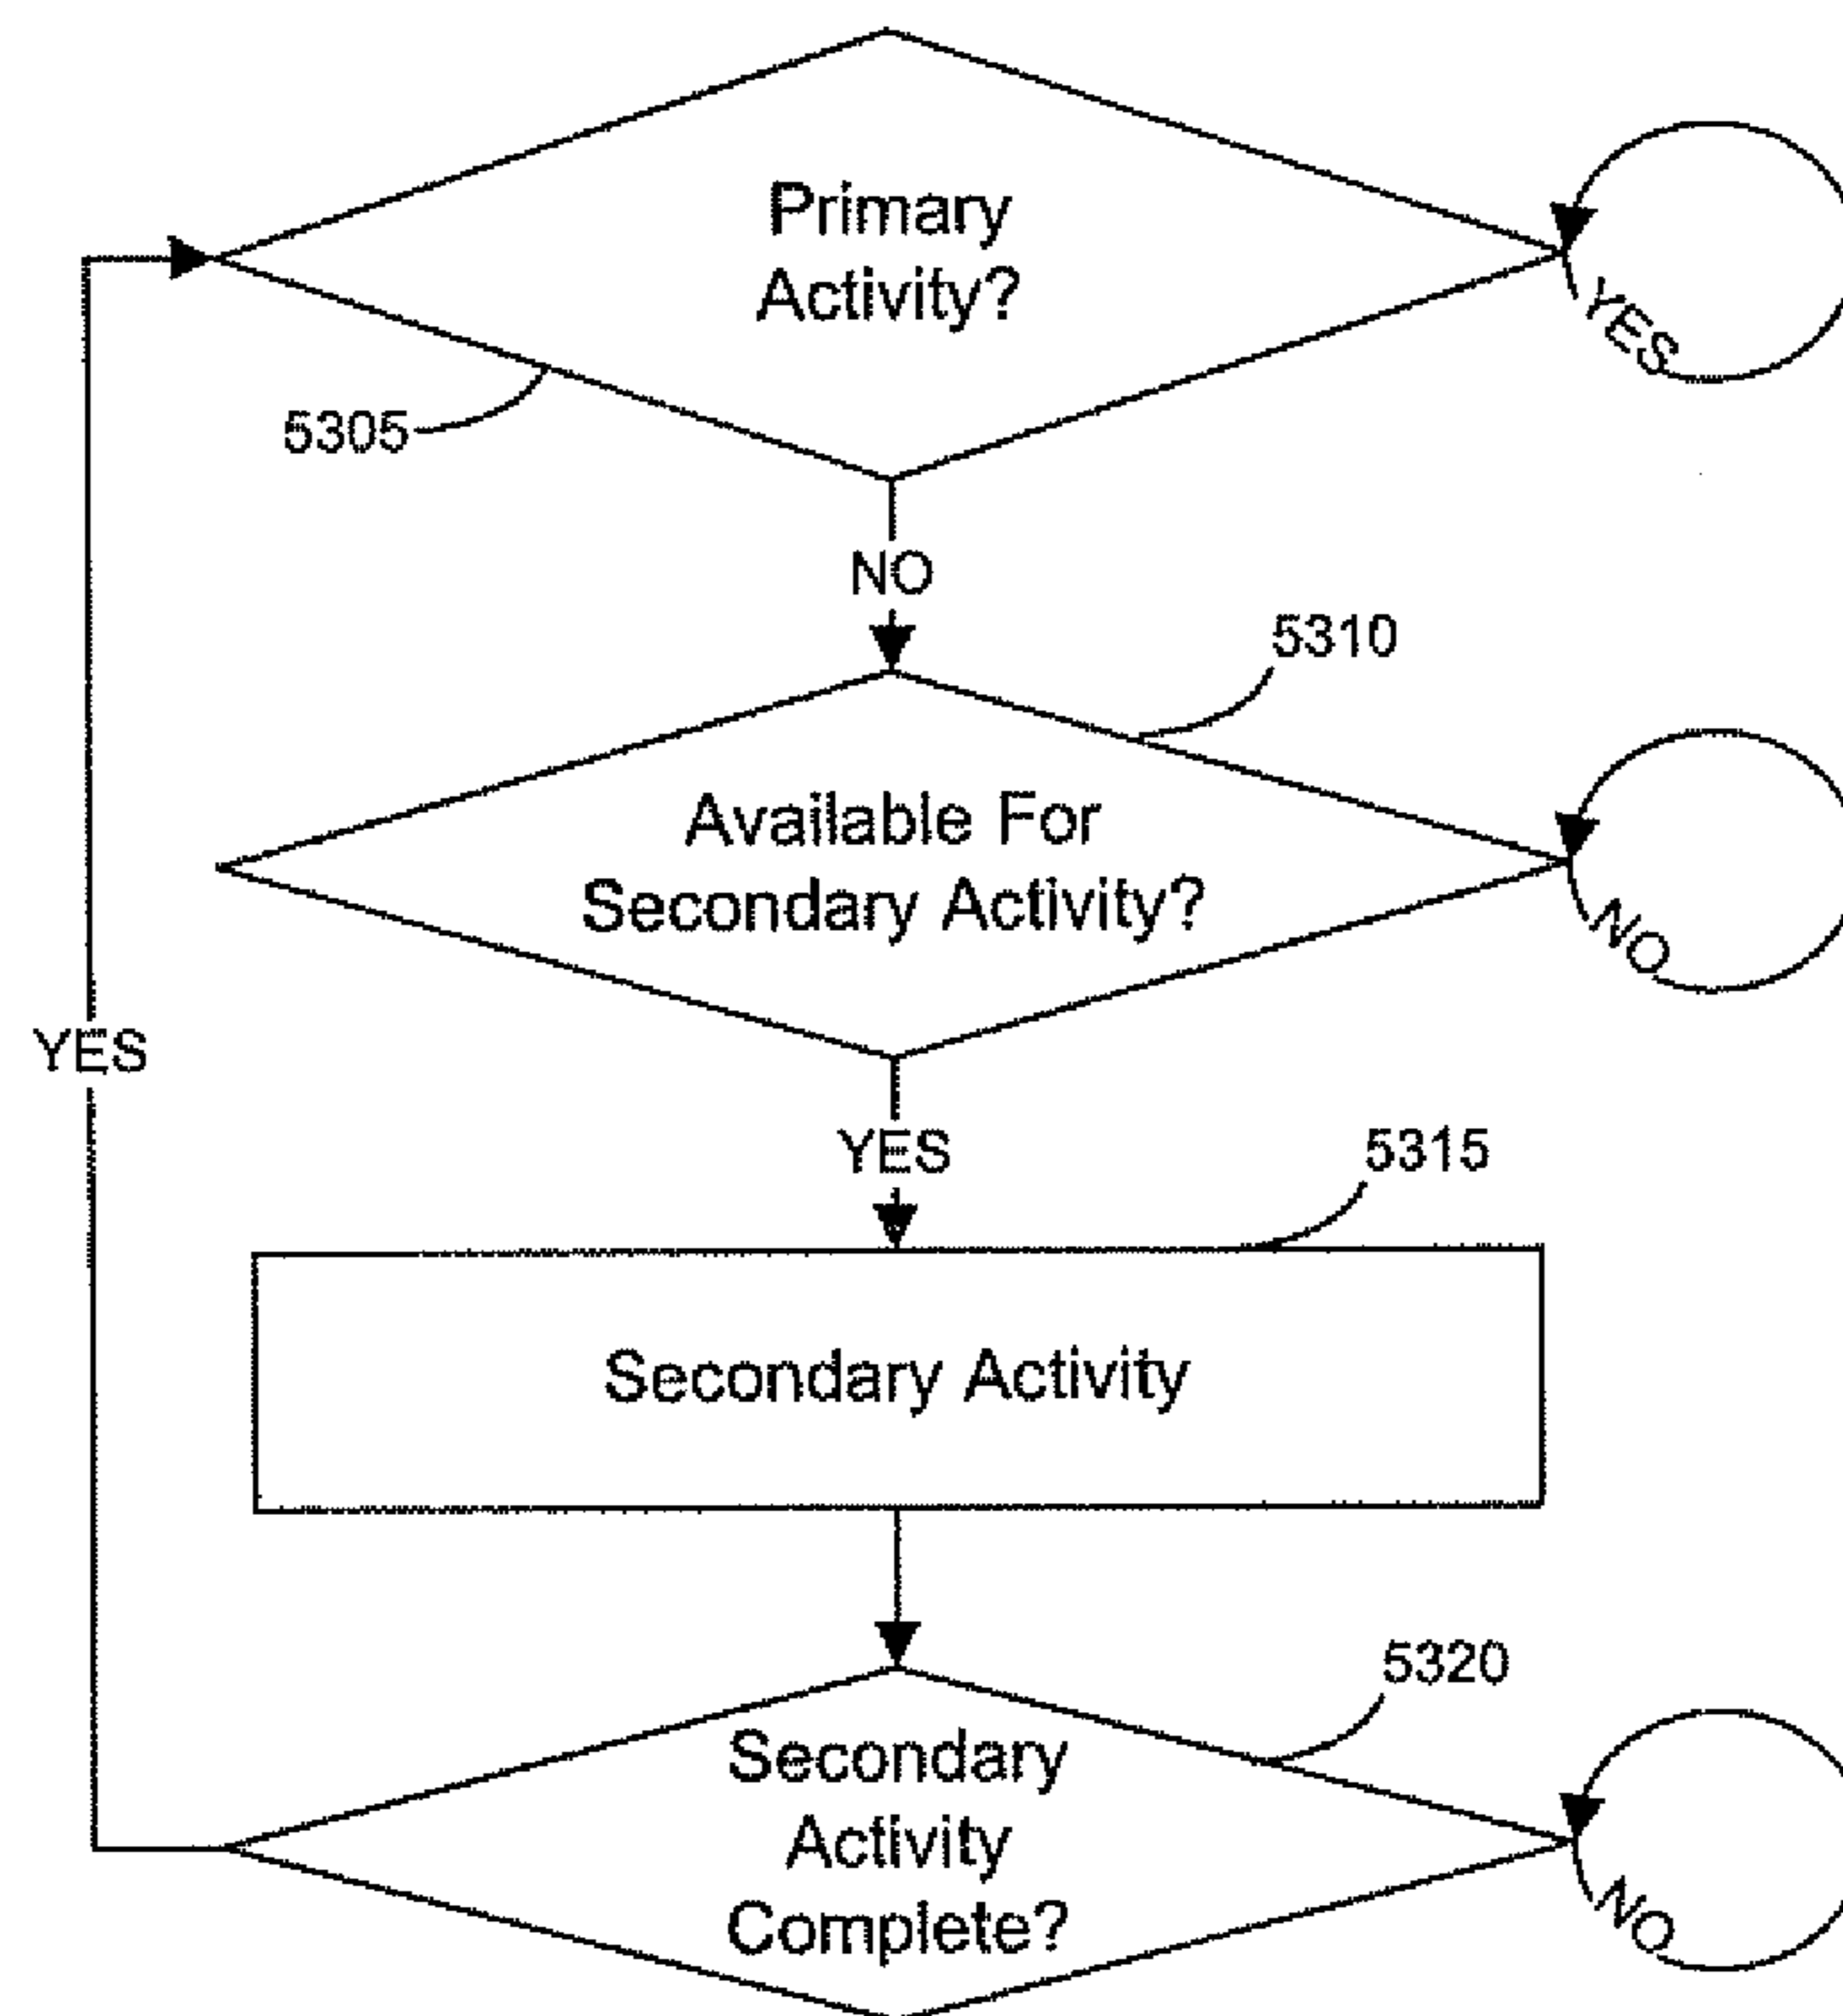 Primary
Activity?
YES
5305
NO
5310
Available For
Secondary Activity?
NO
YES
YES
5315
Secondary Activity
5320
Secondary
Activity
Complete?
NO